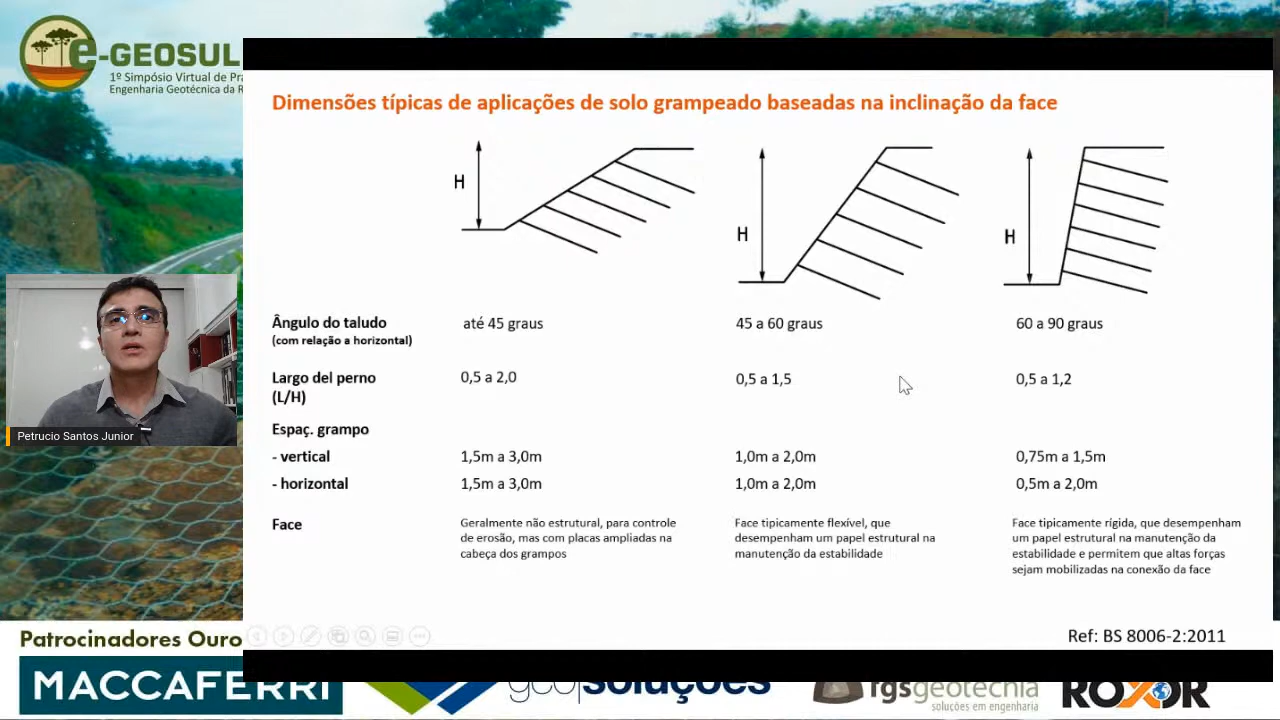 e-GEOSUL
1º Simpósio Virtual de Pra
Engenharia Geotécnica da R
Dimensões típicas de aplicações de solo grampeado baseadas na inclinação da face
H
H
H
Ângulo do taludo
(com relação a horizontal)
até 45 graus
45 a 60 graus
60 a 90 graus
Largo del perno
(L/H)
0,5 a 2,0
0,5 a 1,5
0,5 a 1,2
Espaç. grampo
- vertical
1,5m a 3,0m
1,0m a 2,0m
0,75m a 1,5m
- horizontal
1,5m a 3,0m
1,0m a 2,0m
0,5m a 2,0m
Face
Geralmente não estrutural, para controle
de erosão, mas com placas ampliadas na
cabeça dos grampos
Face tipicamente flexível, que
desempenham um papel estrutural na
manutenção da estabilidade
Face tipicamente rígida, que desempenham
um papel estrutural na manutenção da
estabilidade e permitem que altas forças
sejam mobilizadas na conexão da face
Ref: BS 8006-2:2011
Petrucio Santos Junior
Patrocinadores Ouro
MACCAFERRI
geo soluções
rgsgeotecnia
soluções em engenharia
ROXOR